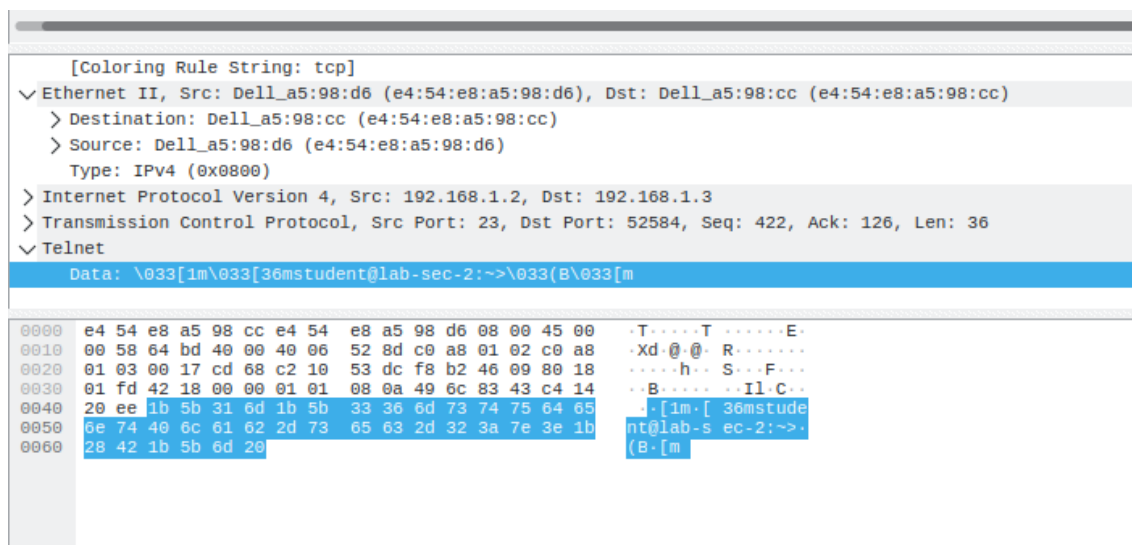 [Coloring Rule String: tcp]
Ethernet II, Src: Dell_a5:98:d6 (e4:54:e8:a5:98:d6), Dst: Dell_a5:98:cc (e4:54:e8:a5:98:cc)
Destination: Dell_a5:98:cc (e4:54:e8:a5:98:cc)
Source: Dell_a5:98:d6 (e4:54:e8:a5:98:d6)
Type: IPv4 (0x0800)
Internet Protocol Version 4, Src: 192.168.1.2, Dst: 192.168.1.3
Transmission Control Protocol, Src Port: 23, Dst Port: 52584, Seq: 422, Ack: 126, Len: 36
Telnet
Data: \033[1m\033[36mstudent@lab-sec-2:~>\033(B\033[m
0000 e4 54 e8 a5 98 cc e4 54 e8 a5 98 d6 08 00 45 00 ·T·····T ······E·
0010 00 58 64 bd 40 00 40 06 52 8d c0 a8 01 02 c0 a8 ·Xd·@·@· R·······
0020 01 03 00 17 cd 68 c2 10 53 dc f8 b2 46 09 80 18 ·····h·· S···F···
0030 01 fd 42 18 00 00 01 01 08 0a 49 6c 83 43 c4 14 ··B····· ··Il·C··
0040 20 ee 1b 5b 31 6d 1b 5b 33 36 6d 73 74 75 64 65 ··[1m·[ 36mstude
0050 6e 74 40 6c 61 62 2d 73 65 63 2d 32 3a 7e 3e 1b nt@lab-s ec-2:~>·
0060 28 42 1b 5b 6d 20 (B·[m